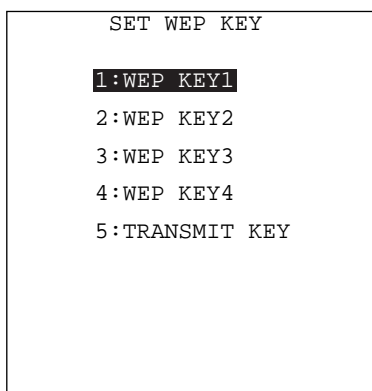 SET WEP KEY
1:WEP KEY1
2:WEP KEY2
3:WEP KEY3
4:WEP KEY4
5:TRANSMIT KEY